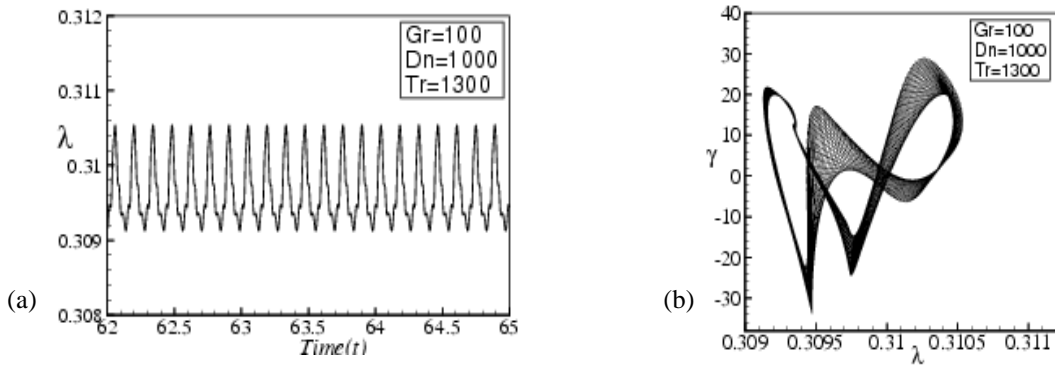 0.312
0.311
0.31
0.309
0.308
λ
Gr=100
Dn=1000
Tr=1300
62
62.5
63
63.5
64
64.5
65
Time(t)
(a)
40
30
20
10
0
-10
-20
-30
γ
Gr=100
Dn=1000
Tr=1300
0.309
0.3095
0.31
0.3105
0.311
λ
(b)